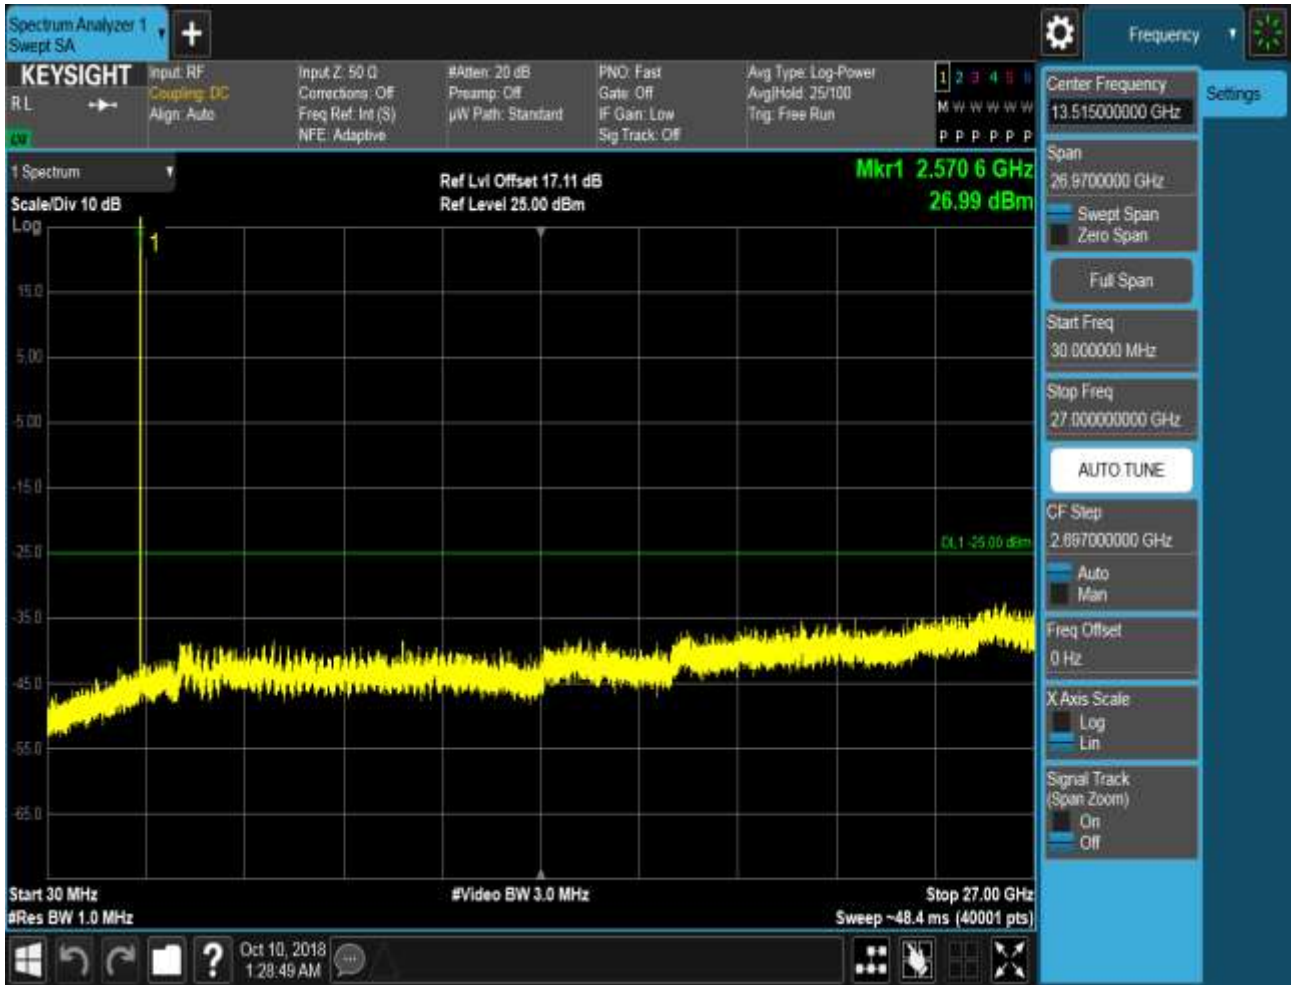 Spectrum Analyzer 1
Swept SA
Frequency
KEYSIGHT
RL
Input: RF
Coupling: DC
Align: Auto
Input Z: 50 Ω
Corrections: Off
Freq Ref: Int (S)
NFE: Adaptive
#Atten: 20 dB
Preamp: Off
µW Path: Standard
PNO: Fast
Gate: Off
IF Gain: Low
Sig Track: Off
Avg Type: Log-Power
Avg|Hold: 25/100
Trig: Free Run
1 2 3 4 5 6
M W W W W W
P P P P P P
1 Spectrum
Scale/Div 10 dB
Log
Ref Lvl Offset 17.11 dB
Ref Level 25.00 dBm
Mkr1 2.570 6 GHz
26.99 dBm
1
15.0
5.00
-5.00
-15.0
-25.0
-35.0
-45.0
-55.0
-65.0
DL1 -25.00 dBm
Start 30 MHz
#Res BW 1.0 MHz
#Video BW 3.0 MHz
Stop 27.00 GHz
Sweep ~48.4 ms (40001 pts)
Oct 10, 2018
1:28:49 AM
Center Frequency
13.515000000 GHz
Settings
Span
26.9700000 GHz
Swept Span
Zero Span
Full Span
Start Freq
30.000000 MHz
Stop Freq
27.000000000 GHz
AUTO TUNE
CF Step
2.697000000 GHz
Auto
Man
Freq Offset
0 Hz
X Axis Scale
Log
Lin
Signal Track
(Span Zoom)
On
Off